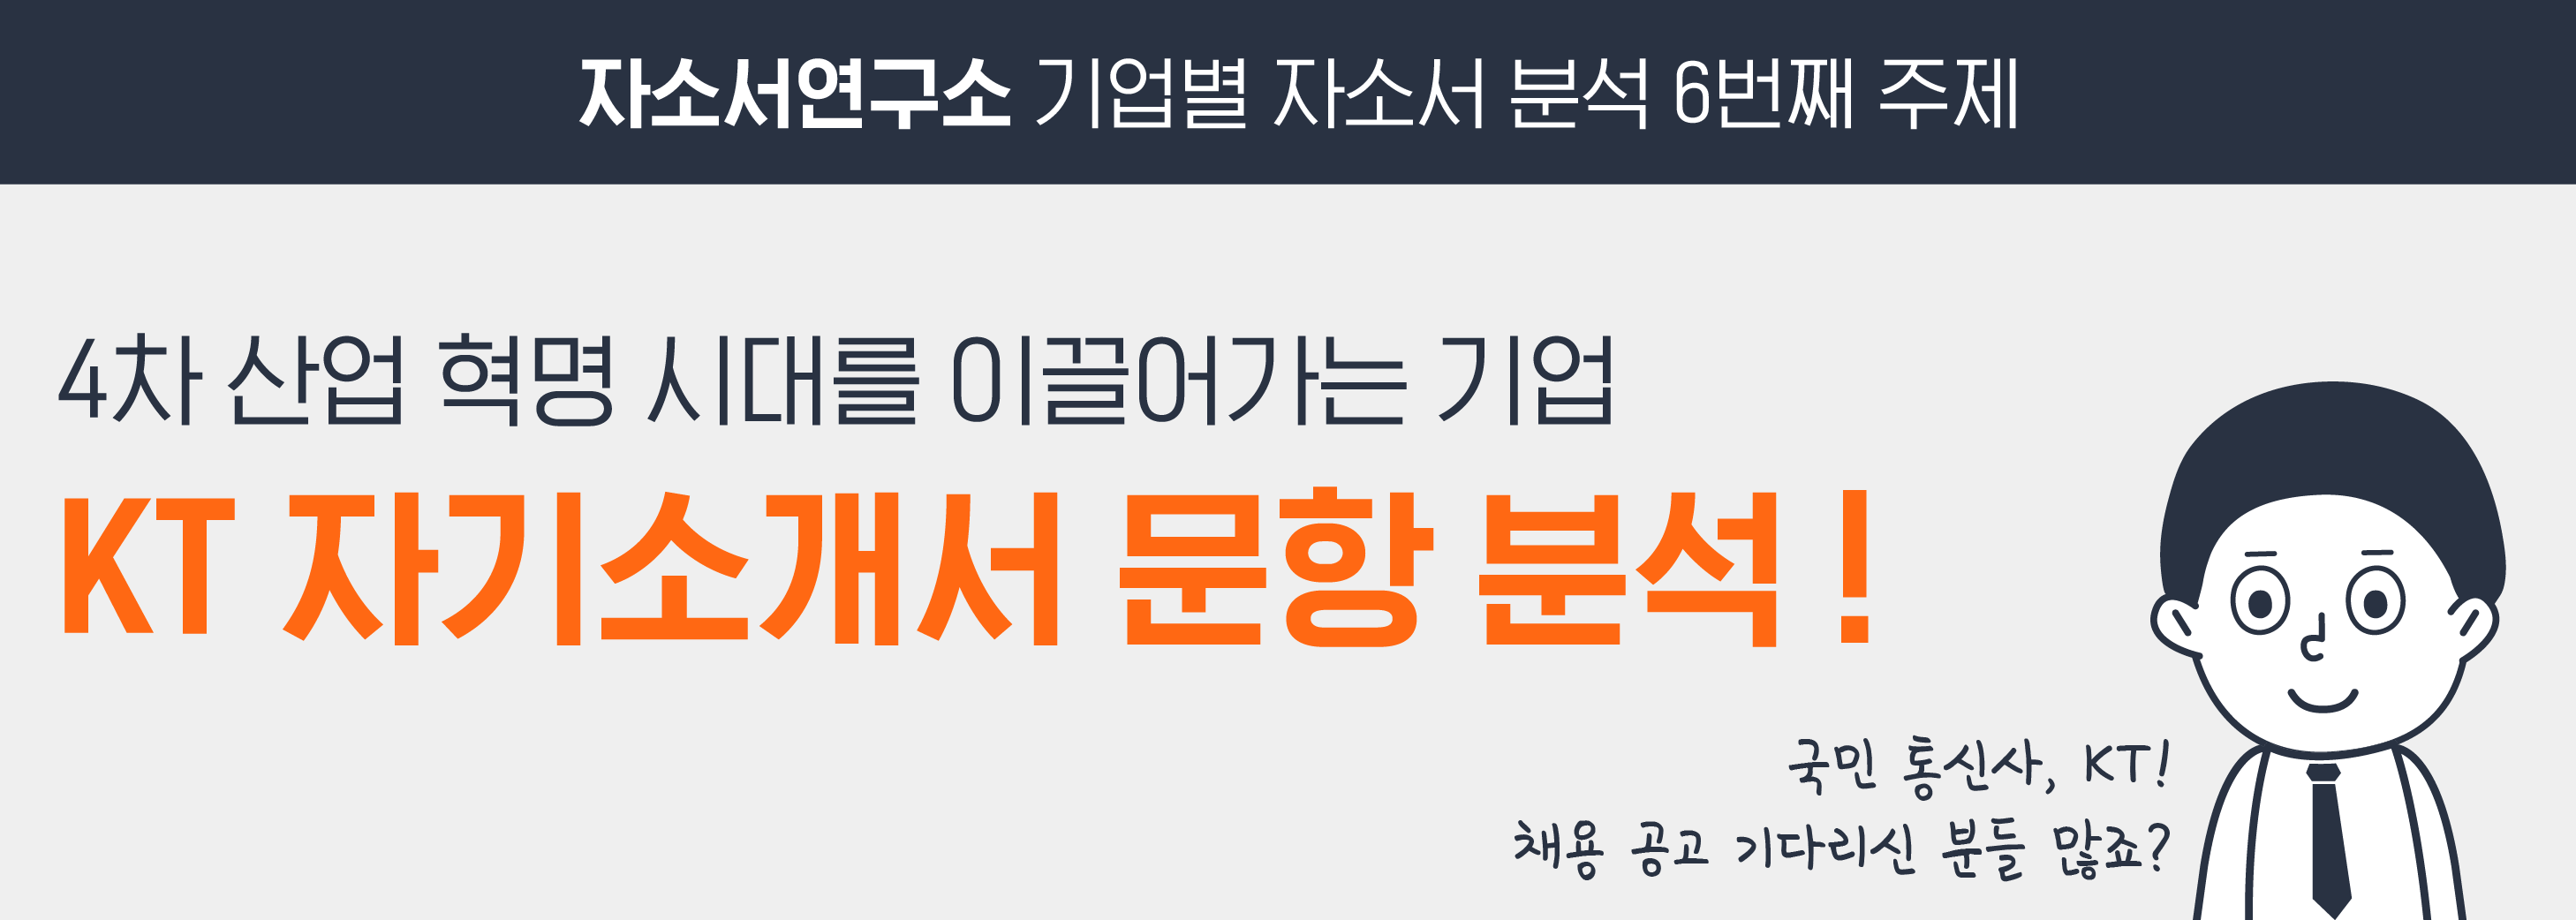 자소서연구소 기업별 자소서 분석 6번째 주제
4차 산업 혁명 시대를 이끌어가는 기업
KT 자기소개서 문항 분석!
국민 통신사, KT!
채용 공고 기다리신 분들 많죠?